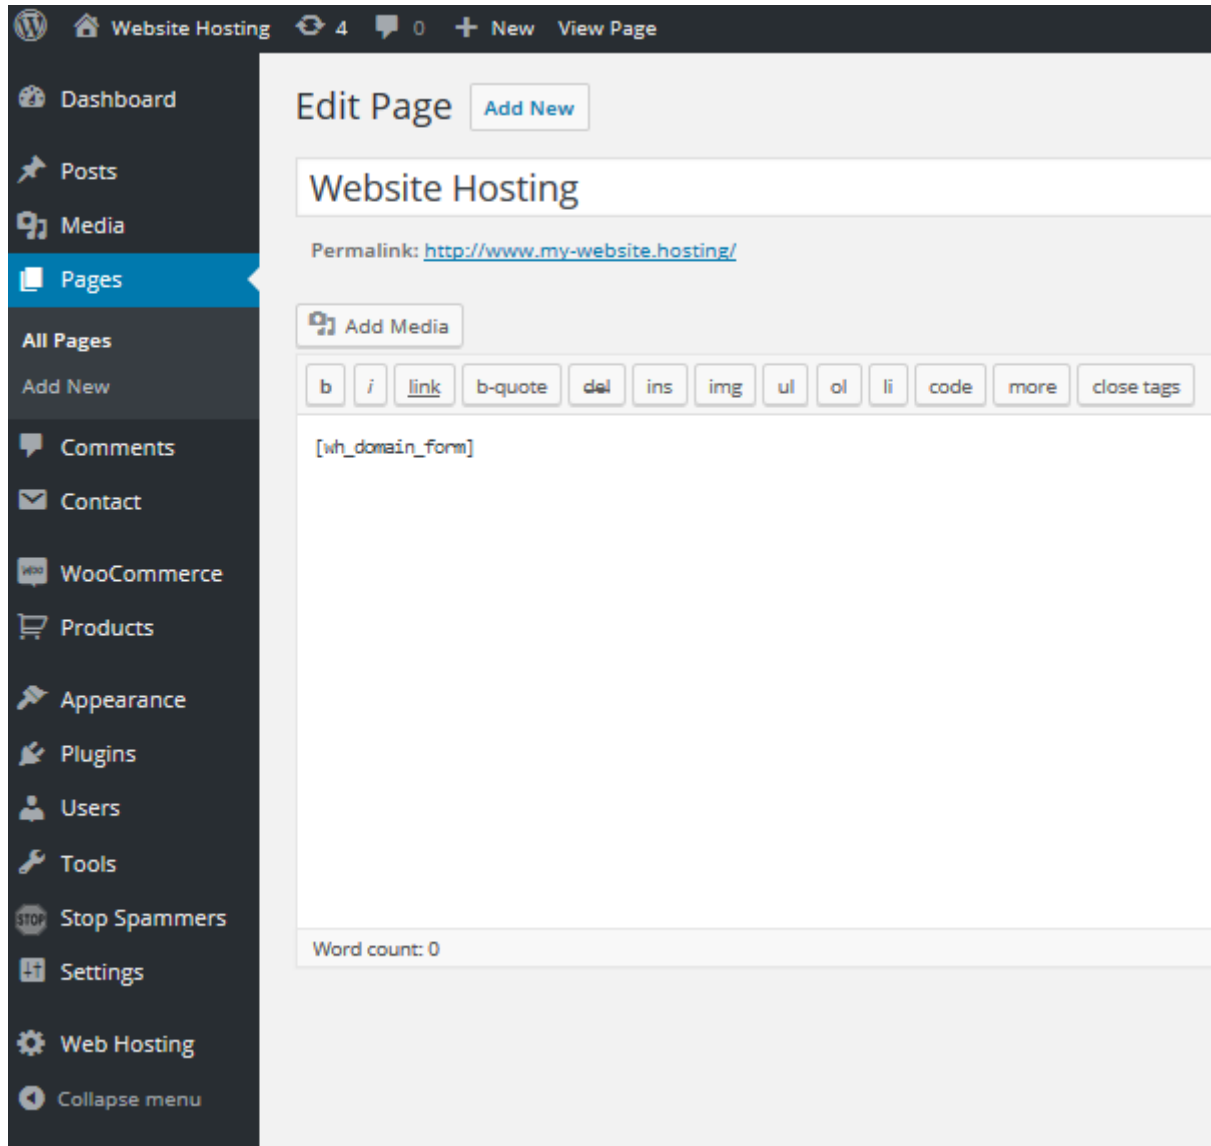 Website Hosting 4 0 New View Page
Dashboard
Posts
Media
Pages
All Pages
Add New
Comments
Contact
Woo WooCommerce
Products
Appearance
Plugins
Users
Tools
STOP Stop Spammers
Settings
Web Hosting
Collapse menu
Edit Page Add New
Website Hosting
Permalink: http://www.my-website.hosting/
Add Media
b i link b-quote del ins img ul ol li code more close tags
[wh_domain_form]
Word count: 0